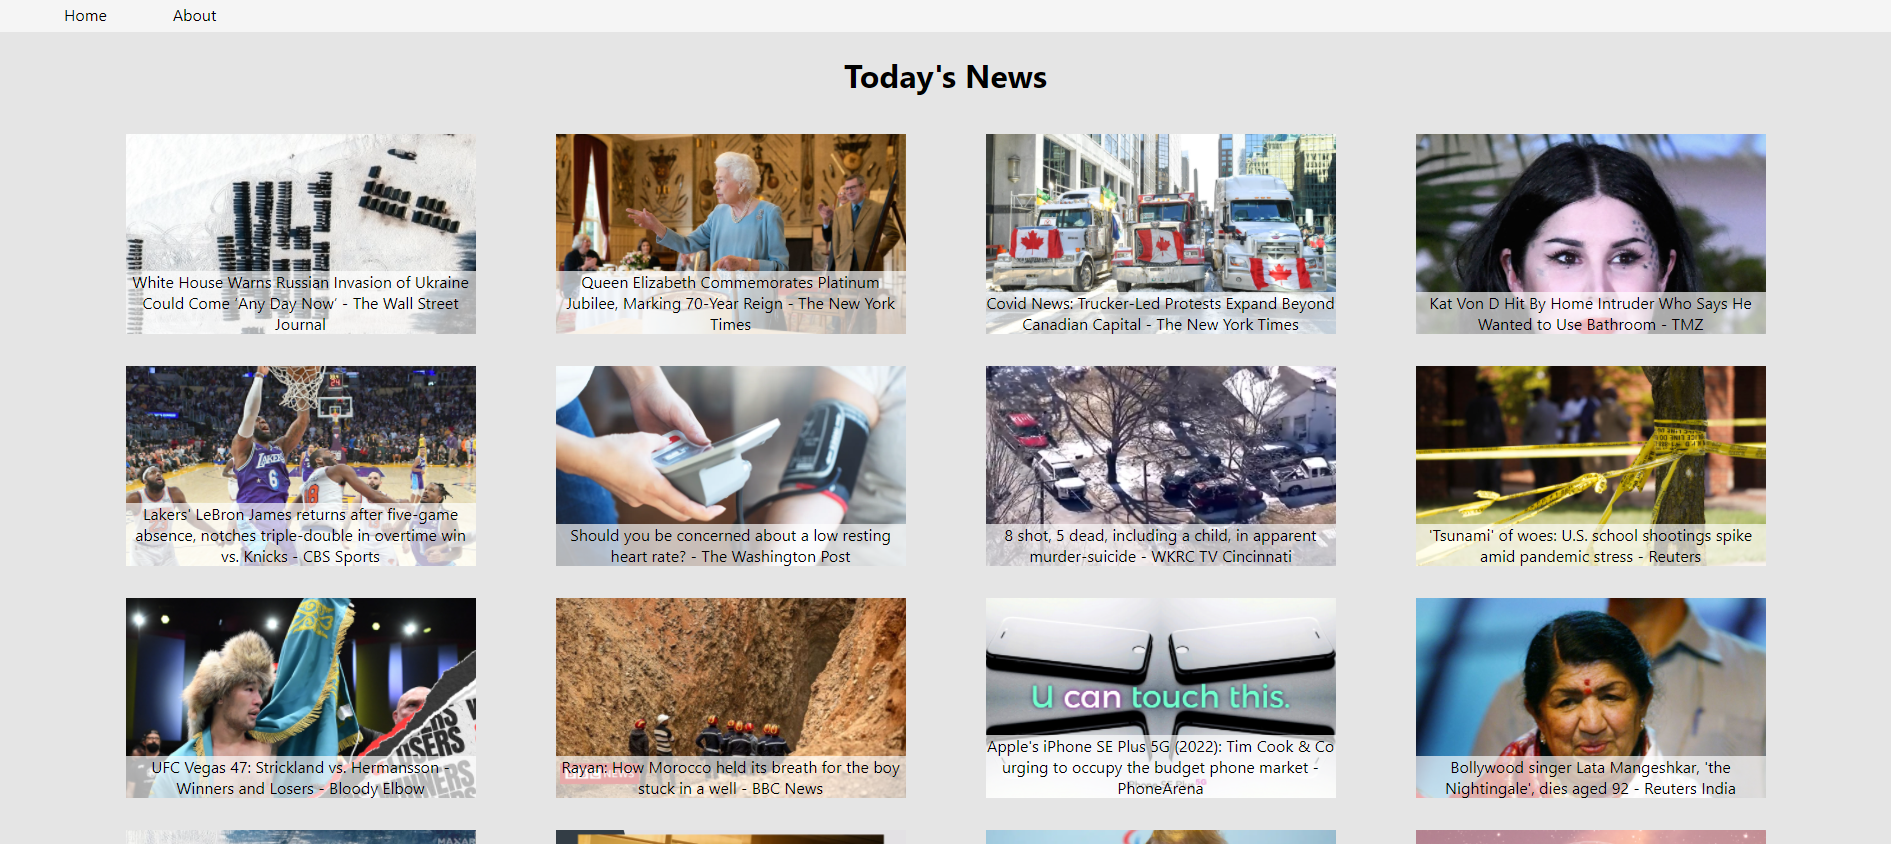 Home
About
Today's News
White House Warns Russian Invasion of Ukraine
Could Come 'Any Day Now' - The Wall Street
Journal
Queen Elizabeth Commemorates Platinum
Jubilee, Marking 70-Year Reign - The New York
Times
Covid News: Trucker-Led Protests Expand Beyond
Canadian Capital - The New York Times
Kat Von D Hit By Home Intruder Who Says He
Wanted to Use Bathroom - TMZ
24
LAKERS
6
8
Lakers' LeBron James returns after five-game
absence, notches triple-double in overtime win
vs. Knicks - CBS Sports
Should you be concerned about a low resting
heart rate? - The Washington Post
8 shot, 5 dead, including a child, in apparent
murder-suicide - WKRC TV Cincinnati
'Tsunami' of woes: U.S. school shootings spike
amid pandemic stress - Reuters
UFC Vegas 47: Strickland vs. Hermansson -
Winners and Losers - Bloody Elbow
NEWS
Rayan: How Morocco held its breath for the boy
stuck in a well - BBC News
U can touch this.
Apple's iPhone SE Plus 5G (2022): Tim Cook & Co
urging to occupy the budget phone market -
PhoneArena
Bollywood singer Lata Mangeshkar, 'the
Nightingale', dies aged 92 - Reuters India